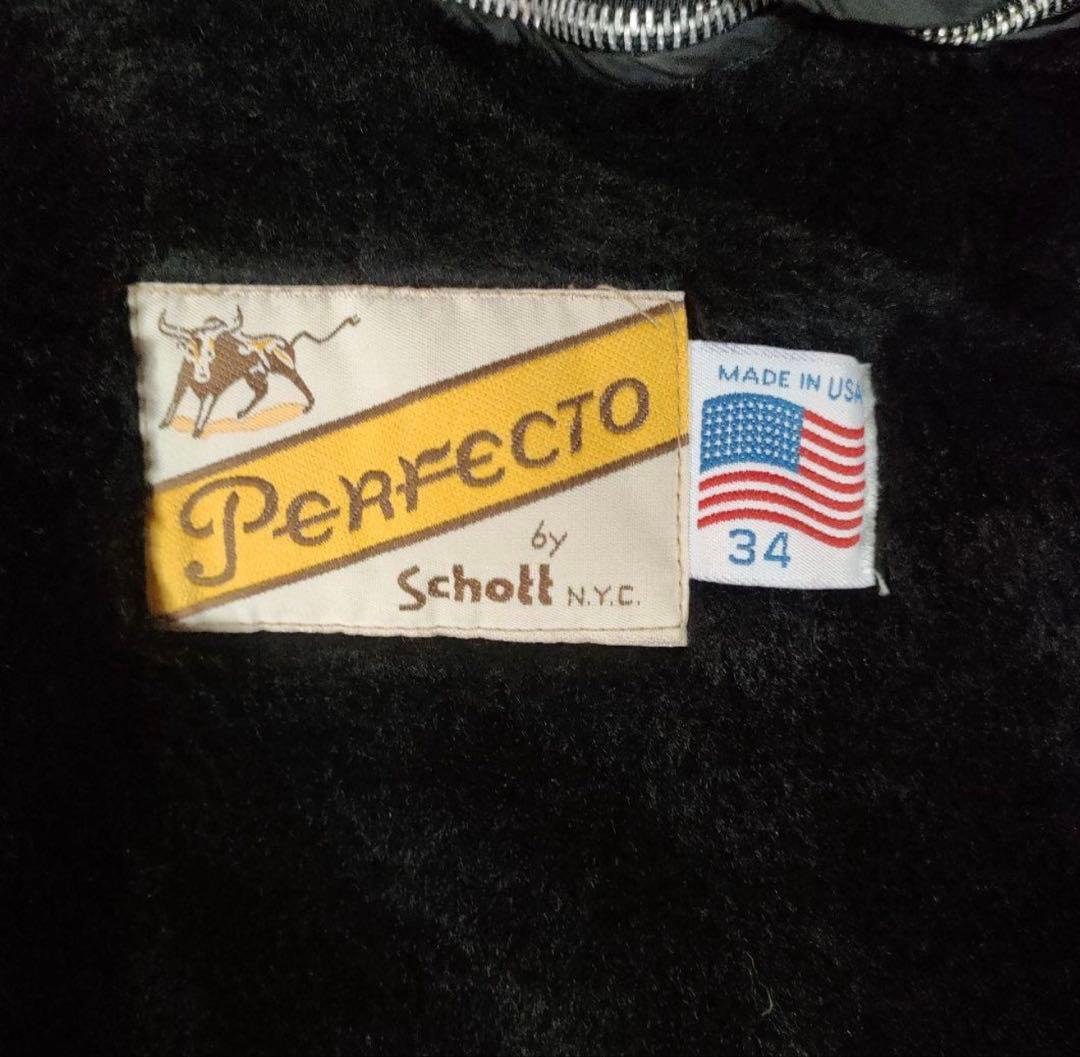 PERFECTO
by
Schott N.Y.C.
MADE IN USA
34